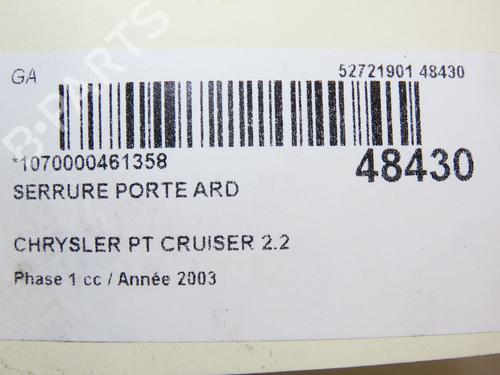 GA
52721901 48430
*1070000461358
48430
SERRURE PORTE ARD
CHRYSLER PT CRUISER 2.2
Phase 1 cc / Année 2003
B-PARTS